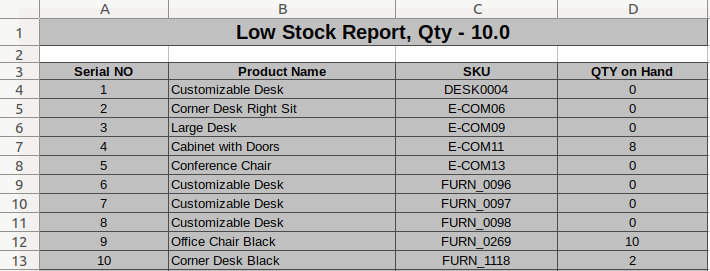 A B C D
1 Low Stock Report, Qty - 10.0
2
3 Serial NO Product Name SKU QTY on Hand
4 1 Customizable Desk DESK0004 0
5 2 Corner Desk Right Sit E-COM06 0
6 3 Large Desk E-COM09 0
7 4 Cabinet with Doors E-COM11 8
8 5 Conference Chair E-COM13 0
9 6 Customizable Desk FURN_0096 0
10 7 Customizable Desk FURN_0097 0
11 8 Customizable Desk FURN_0098 0
12 9 Office Chair Black FURN_0269 10
13 10 Corner Desk Black FURN_1118 2